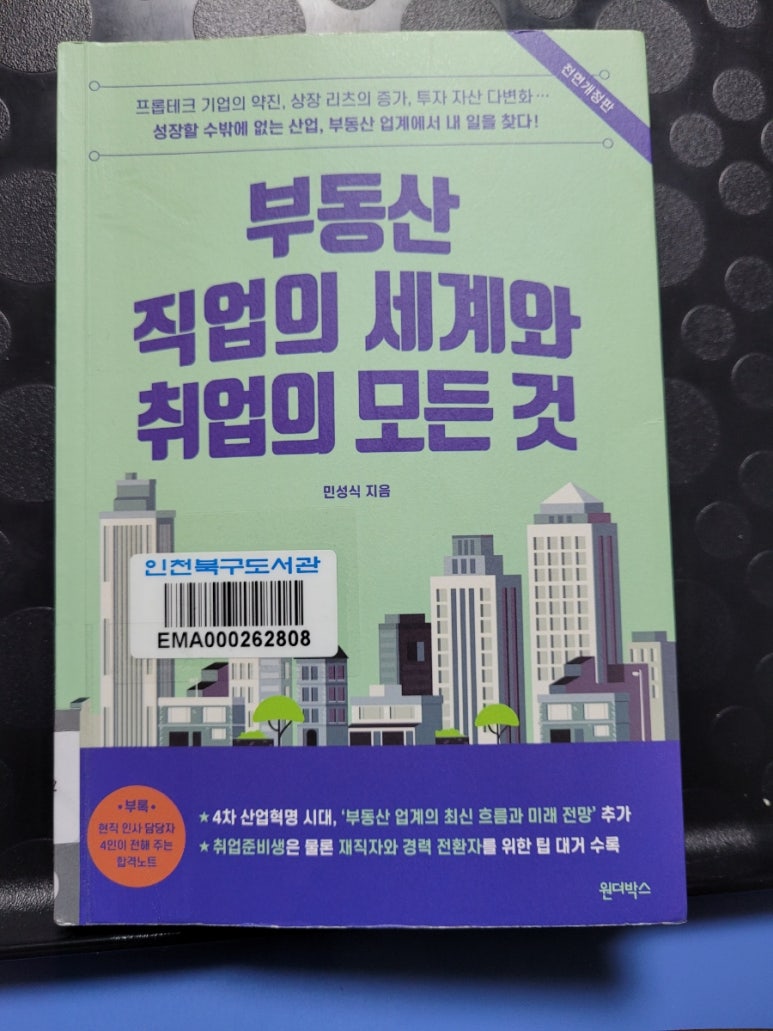 전면개정판
프롭테크 기업의 약진, 상장 리츠의 증가, 투자 자산 다변화…
성장할 수밖에 없는 산업, 부동산 업계에서 내 일을 찾다!
부동산
직업의 세계와
취업의 모든 것
민성식 지음
인천북구도서관
EMA000262808
•부록•
현직 인사 담당자
4인이 전해 주는
합격노트
★ 4차 산업혁명 시대, ‘부동산 업계의 최신 흐름과 미래 전망’ 추가
★ 취업준비생은 물론 재직자와 경력 전환자를 위한 팁 대거 수록
원더박스